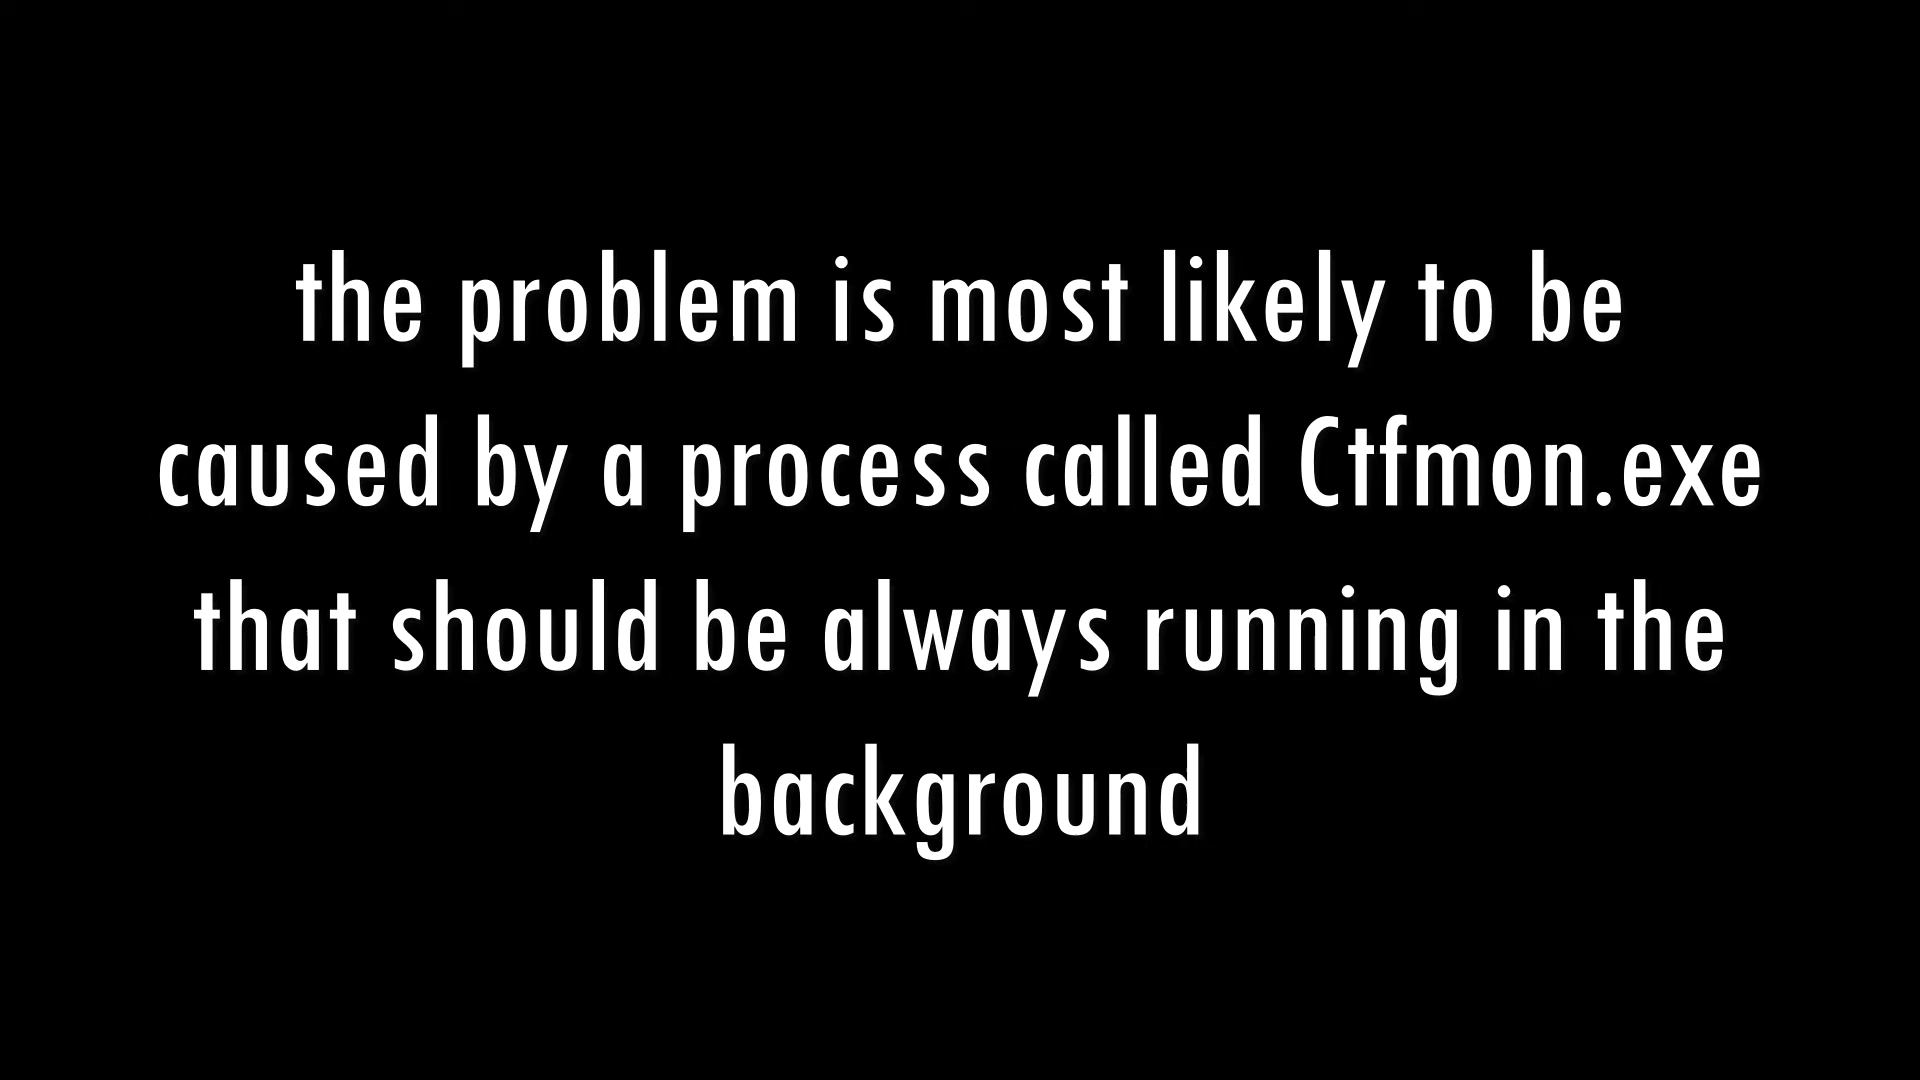 the problem is most likely to be
caused by a process called Ctfmon.exe
that should be always running in the
background